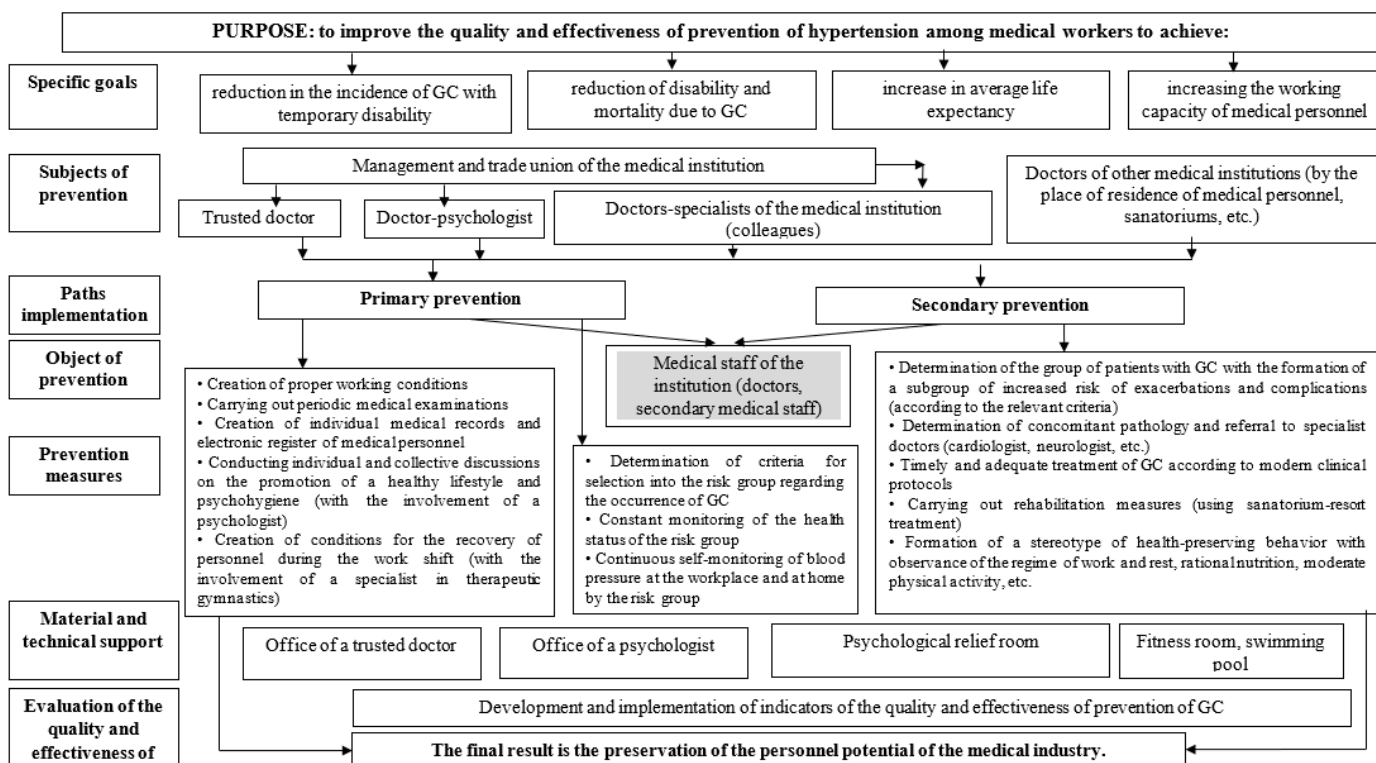 PURPOSE: to improve the quality and effectiveness of prevention of hypertension among medical workers to achieve:
Specific goals
reduction in the incidence of GC with
temporary disability
reduction of disability and
mortality due to GC
increase in average life
expectancy
increasing the working
capacity of medical personnel
Subjects of
prevention
Management and trade union of the medical institution
Trusted doctor
Doctor-psychologist
Doctors-specialists of the medical institution
(colleagues)
Doctors of other medical institutions (by the
place of residence of medical personnel,
sanatoriums, etc.)
Paths
implementation
Primary prevention
Secondary prevention
Object of
prevention
Medical staff of the
institution (doctors,
secondary medical staff)
Prevention
measures
• Creation of proper working conditions
• Carrying out periodic medical examinations
• Creation of individual medical records and
electronic register of medical personnel
• Conducting individual and collective discussions
on the promotion of a healthy lifestyle and
psychohygiene (with the involvement of a
psychologist)
• Creation of conditions for the recovery of
personnel during the work shift (with the
involvement of a specialist in therapeutic
gymnastics)
• Determination of criteria for
selection into the risk group regarding
the occurrence of GC
• Constant monitoring of the health
status of the risk group
• Continuous self-monitoring of blood
pressure at the workplace and at home
by the risk group
• Determination of the group of patients with GC with the formation of
a subgroup of increased risk of exacerbations and complications
(according to the relevant criteria)
• Determination of concomitant pathology and referral to specialist
doctors (cardiologist, neurologist, etc.)
• Timely and adequate treatment of GC according to modern clinical
protocols
• Carrying out rehabilitation measures (using sanatorium-resort
treatment)
• Formation of a stereotype of health-preserving behavior with
observance of the regime of work and rest, rational nutrition, moderate
physical activity, etc.
Material and
technical support
Office of a trusted doctor
Office of a psychologist
Psychological relief room
Fitness room, swimming
pool
Evaluation of the
quality and
effectiveness of
Development and implementation of indicators of the quality and effectiveness of prevention of GC
The final result is the preservation of the personnel potential of the medical industry.